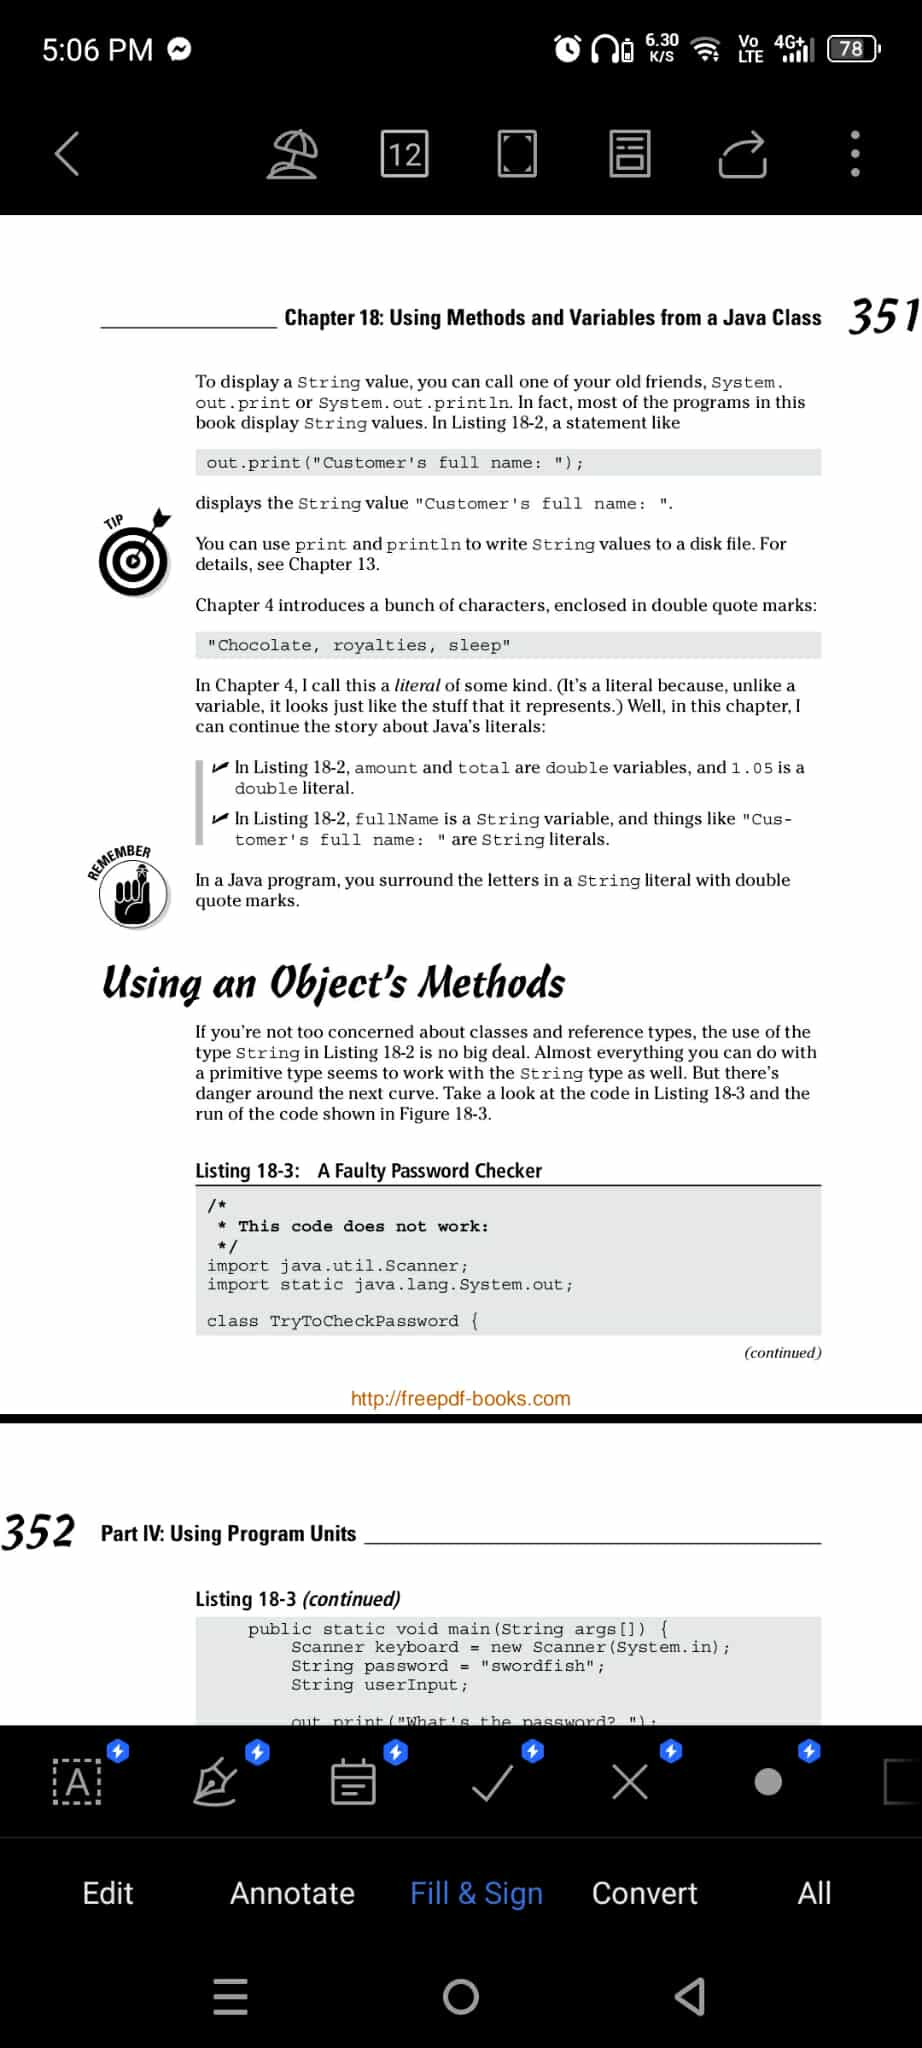 5:06 PM
6.30
K/S
Vo
LTE
4G+
78
12
Chapter 18: Using Methods and Variables from a Java Class 351
To display a String value, you can call one of your old friends, System.
out.print or System.out.println. In fact, most of the programs in this
book display String values. In Listing 18-2, a statement like
out.print("Customer's full name: ");
displays the String value "Customer's full name: ".
TIP
You can use print and println to write String values to a disk file. For
details, see Chapter 13.
Chapter 4 introduces a bunch of characters, enclosed in double quote marks:
"Chocolate, royalties, sleep"
In Chapter 4, I call this a literal of some kind. (It's a literal because, unlike a
variable, it looks just like the stuff that it represents.) Well, in this chapter, I
can continue the story about Java's literals:
In Listing 18-2, amount and total are double variables, and 1.05 is a
double literal.
In Listing 18-2, fullName is a String variable, and things like "Cus-
tomer's full name: " are String literals.
REMEMBER
In a Java program, you surround the letters in a String literal with double
quote marks.
Using an Object's Methods
If you're not too concerned about classes and reference types, the use of the
type String in Listing 18-2 is no big deal. Almost everything you can do with
a primitive type seems to work with the String type as well. But there's
danger around the next curve. Take a look at the code in Listing 18-3 and the
run of the code shown in Figure 18-3.
Listing 18-3: A Faulty Password Checker
/*
* This code does not work:
*/
import java.util.Scanner;
import static java.lang.System.out;
class TryToCheckPassword {
(continued)
http://freepdf-books.com
352 Part IV: Using Program Units
Listing 18-3 (continued)
public static void main(String args[]) {
Scanner keyboard = new Scanner(System.in);
String password = "swordfish";
String userInput;
out.print("What's the password? ");
A
Edit
Annotate
Fill & Sign
Convert
All